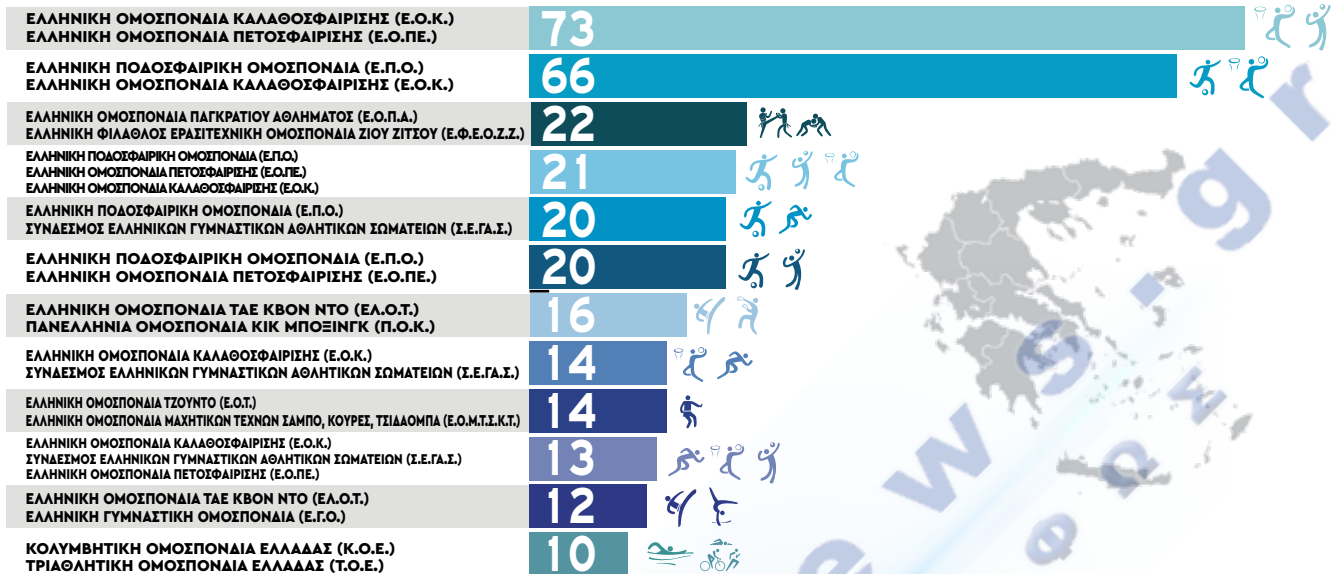 ΕΛΛΗΝΙΚΗ ΟΜΟΣΠΟΝΔΙΑ ΚΑΛΑΘΟΣΦΑΙΡΙΣΗΣ (Ε.Ο.Κ.)
ΕΛΛΗΝΙΚΗ ΟΜΟΣΠΟΝΔΙΑ ΠΕΤΟΣΦΑΙΡΙΣΗΣ (Ε.Ο.ΠΕ.)
73
ΕΛΛΗΝΙΚΗ ΠΟΔΟΣΦΑΙΡΙΚΗ ΟΜΟΣΠΟΝΔΙΑ (Ε.Π.Ο.)
ΕΛΛΗΝΙΚΗ ΟΜΟΣΠΟΝΔΙΑ ΚΑΛΑΘΟΣΦΑΙΡΙΣΗΣ (Ε.Ο.Κ.)
66
ΕΛΛΗΝΙΚΗ ΟΜΟΣΠΟΝΔΙΑ ΠΑΓΚΡΑΤΙΟΥ ΑΘΛΗΜΑΤΟΣ (Ε.Ο.Π.Α.)
ΕΛΛΗΝΙΚΗ ΦΙΛΑΘΛΟΣ ΕΡΑΣΙΤΕΧΝΙΚΗ ΟΜΟΣΠΟΝΔΙΑ ΖΙΟΥ ΖΙΤΣΟΥ (Ε.Φ.Ε.Ο.Ζ.Ζ.)
22
ΕΛΛΗΝΙΚΗ ΠΟΔΟΣΦΑΙΡΙΚΗ ΟΜΟΣΠΟΝΔΙΑ (Ε.Π.Ο.)
ΕΛΛΗΝΙΚΗ ΟΜΟΣΠΟΝΔΙΑ ΠΕΤΟΣΦΑΙΡΙΣΗΣ (Ε.Ο.ΠΕ.)
ΕΛΛΗΝΙΚΗ ΟΜΟΣΠΟΝΔΙΑ ΚΑΛΑΘΟΣΦΑΙΡΙΣΗΣ (Ε.Ο.Κ.)
21
ΕΛΛΗΝΙΚΗ ΠΟΔΟΣΦΑΙΡΙΚΗ ΟΜΟΣΠΟΝΔΙΑ (Ε.Π.Ο.)
ΣΥΝΔΕΣΜΟΣ ΕΛΛΗΝΙΚΩΝ ΓΥΜΝΑΣΤΙΚΩΝ ΑΘΛΗΤΙΚΩΝ ΣΩΜΑΤΕΙΩΝ (Σ.Ε.ΓΑ.Σ.)
20
ΕΛΛΗΝΙΚΗ ΠΟΔΟΣΦΑΙΡΙΚΗ ΟΜΟΣΠΟΝΔΙΑ (Ε.Π.Ο.)
ΕΛΛΗΝΙΚΗ ΟΜΟΣΠΟΝΔΙΑ ΠΕΤΟΣΦΑΙΡΙΣΗΣ (Ε.Ο.ΠΕ.)
20
ΕΛΛΗΝΙΚΗ ΟΜΟΣΠΟΝΔΙΑ ΤΑΕ ΚΒΟΝ ΝΤΟ (ΕΛ.Ο.Τ.)
ΠΑΝΕΛΛΗΝΙΑ ΟΜΟΣΠΟΝΔΙΑ ΚΙΚ ΜΠΟΞΙΝΓΚ (Π.Ο.Κ.)
16
ΕΛΛΗΝΙΚΗ ΟΜΟΣΠΟΝΔΙΑ ΚΑΛΑΘΟΣΦΑΙΡΙΣΗΣ (Ε.Ο.Κ.)
ΣΥΝΔΕΣΜΟΣ ΕΛΛΗΝΙΚΩΝ ΓΥΜΝΑΣΤΙΚΩΝ ΑΘΛΗΤΙΚΩΝ ΣΩΜΑΤΕΙΩΝ (Σ.Ε.ΓΑ.Σ.)
14
ΕΛΛΗΝΙΚΗ ΟΜΟΣΠΟΝΔΙΑ ΤΖΟΥΝΤΟ (Ε.Ο.Τ.)
ΕΛΛΗΝΙΚΗ ΟΜΟΣΠΟΝΔΙΑ ΜΑΧΗΤΙΚΩΝ ΤΕΧΝΩΝ ΣΑΜΠΟ, ΚΟΥΡΕΣ, ΤΣΙΔΑΟΜΠΑ (Ε.Ο.Μ.Τ.Σ.Κ.Τ.)
14
ΕΛΛΗΝΙΚΗ ΟΜΟΣΠΟΝΔΙΑ ΚΑΛΑΘΟΣΦΑΙΡΙΣΗΣ (Ε.Ο.Κ.)
ΣΥΝΔΕΣΜΟΣ ΕΛΛΗΝΙΚΩΝ ΓΥΜΝΑΣΤΙΚΩΝ ΑΘΛΗΤΙΚΩΝ ΣΩΜΑΤΕΙΩΝ (Σ.Ε.ΓΑ.Σ.)
ΕΛΛΗΝΙΚΗ ΟΜΟΣΠΟΝΔΙΑ ΠΕΤΟΣΦΑΙΡΙΣΗΣ (Ε.Ο.ΠΕ.)
13
ΕΛΛΗΝΙΚΗ ΟΜΟΣΠΟΝΔΙΑ ΤΑΕ ΚΒΟΝ ΝΤΟ (ΕΛ.Ο.Τ.)
ΕΛΛΗΝΙΚΗ ΓΥΜΝΑΣΤΙΚΗ ΟΜΟΣΠΟΝΔΙΑ (Ε.Γ.Ο.)
12
ΚΟΛΥΜΒΗΤΙΚΗ ΟΜΟΣΠΟΝΔΙΑ ΕΛΛΑΔΑΣ (Κ.Ο.Ε.)
ΤΡΙΑΘΛΗΤΙΚΗ ΟΜΟΣΠΟΝΔΙΑ ΕΛΛΑΔΑΣ (Τ.Ο.Ε.)
10